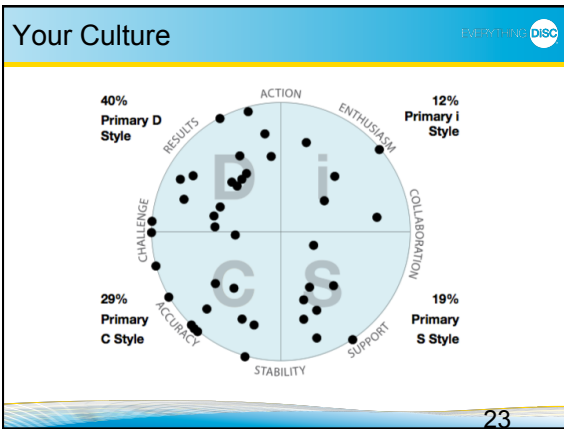 Your Culture
EVERYTHING DiSC
40%
Primary D
Style
12%
Primary i
Style
ACTION
RESULTS
ENTHUSIASM
CHALLENGE
COLLABORATION
D
i
C
S
29%
Primary
C Style
19%
Primary
S Style
ACCURACY
SUPPORT
STABILITY
23